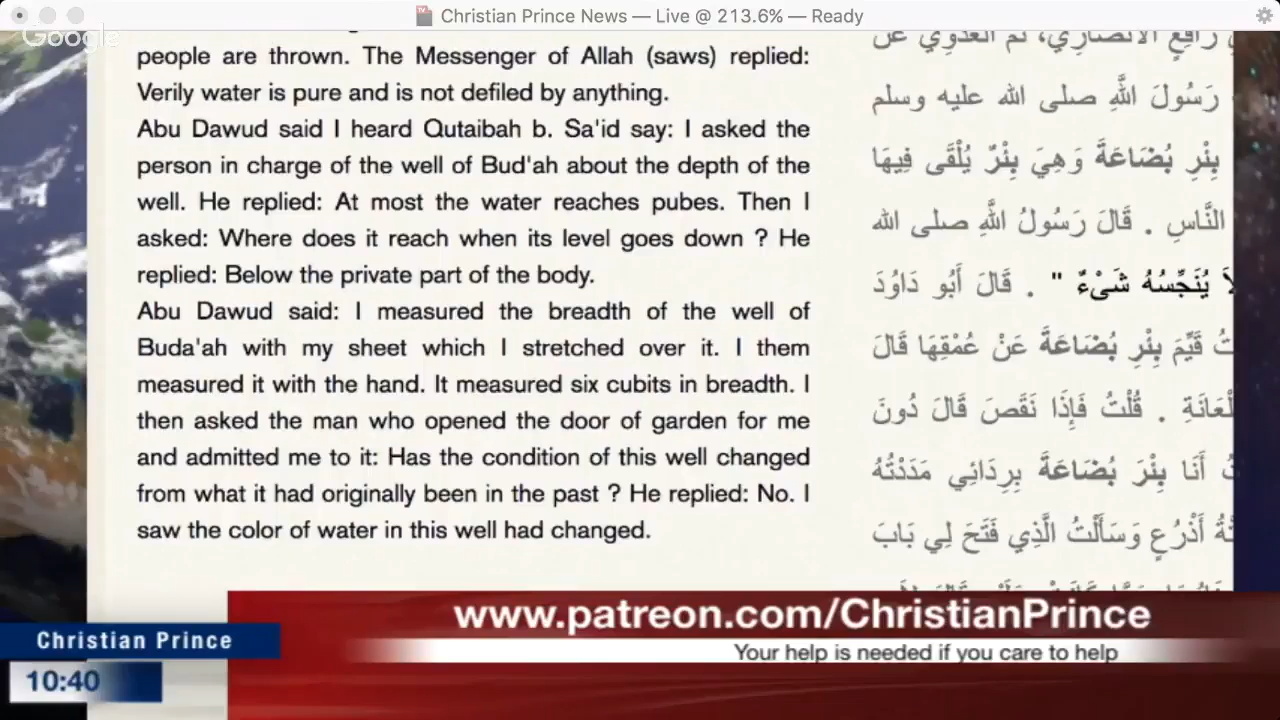 Christian Prince News — Live @ 213.6% — Ready
Google
people are thrown. The Messenger of Allah (saws) replied:
Verily water is pure and is not defiled by anything.
Abu Dawud said I heard Qutaibah b. Sa'id say: I asked the
person in charge of the well of Bud'ah about the depth of the
well. He replied: At most the water reaches pubes. Then I
asked: Where does it reach when its level goes down ? He
replied: Below the private part of the body.
Abu Dawud said: I measured the breadth of the well of
Buda'ah with my sheet which I stretched over it. I them
measured it with the hand. It measured six cubits in breadth. I
then asked the man who opened the door of garden for me
and admitted me to it: Has the condition of this well changed
from what it had originally been in the past ? He replied: No. I
saw the color of water in this well had changed.
رَافِعٍ الأَنْصَارِيِّ، ثُمَّ الْعَدَوِيِّ عَنْ
رَسُولَ اللَّهِ صلى الله عليه وسلم
بِئْرِ بُضَاعَةَ وَهِيَ بِئْرٌ يُلْقَى فِيهَا
النَّاسِ . قَالَ رَسُولُ اللَّهِ صلى الله
لاَ يُنَجِّسُهُ شَىْءٌ " . قَالَ أَبُو دَاوُدَ
تُ قَيِّمَ بِئْرِ بُضَاعَةَ عَنْ عُمْقِهَا قَالَ
لْعَانَةِ . قُلْتُ فَإِذَا نَقَصَ قَالَ دُونَ
تُ أَنَا بِئْرَ بُضَاعَةَ بِرِدَائِي مَدَدْتُهُ
تَّةُ أَذْرُعٍ وَسَأَلْتُ الَّذِي فَتَحَ لِي بَابَ
www.patreon.com/ChristianPrince
Your help is needed if you care to help
Christian Prince
10:40